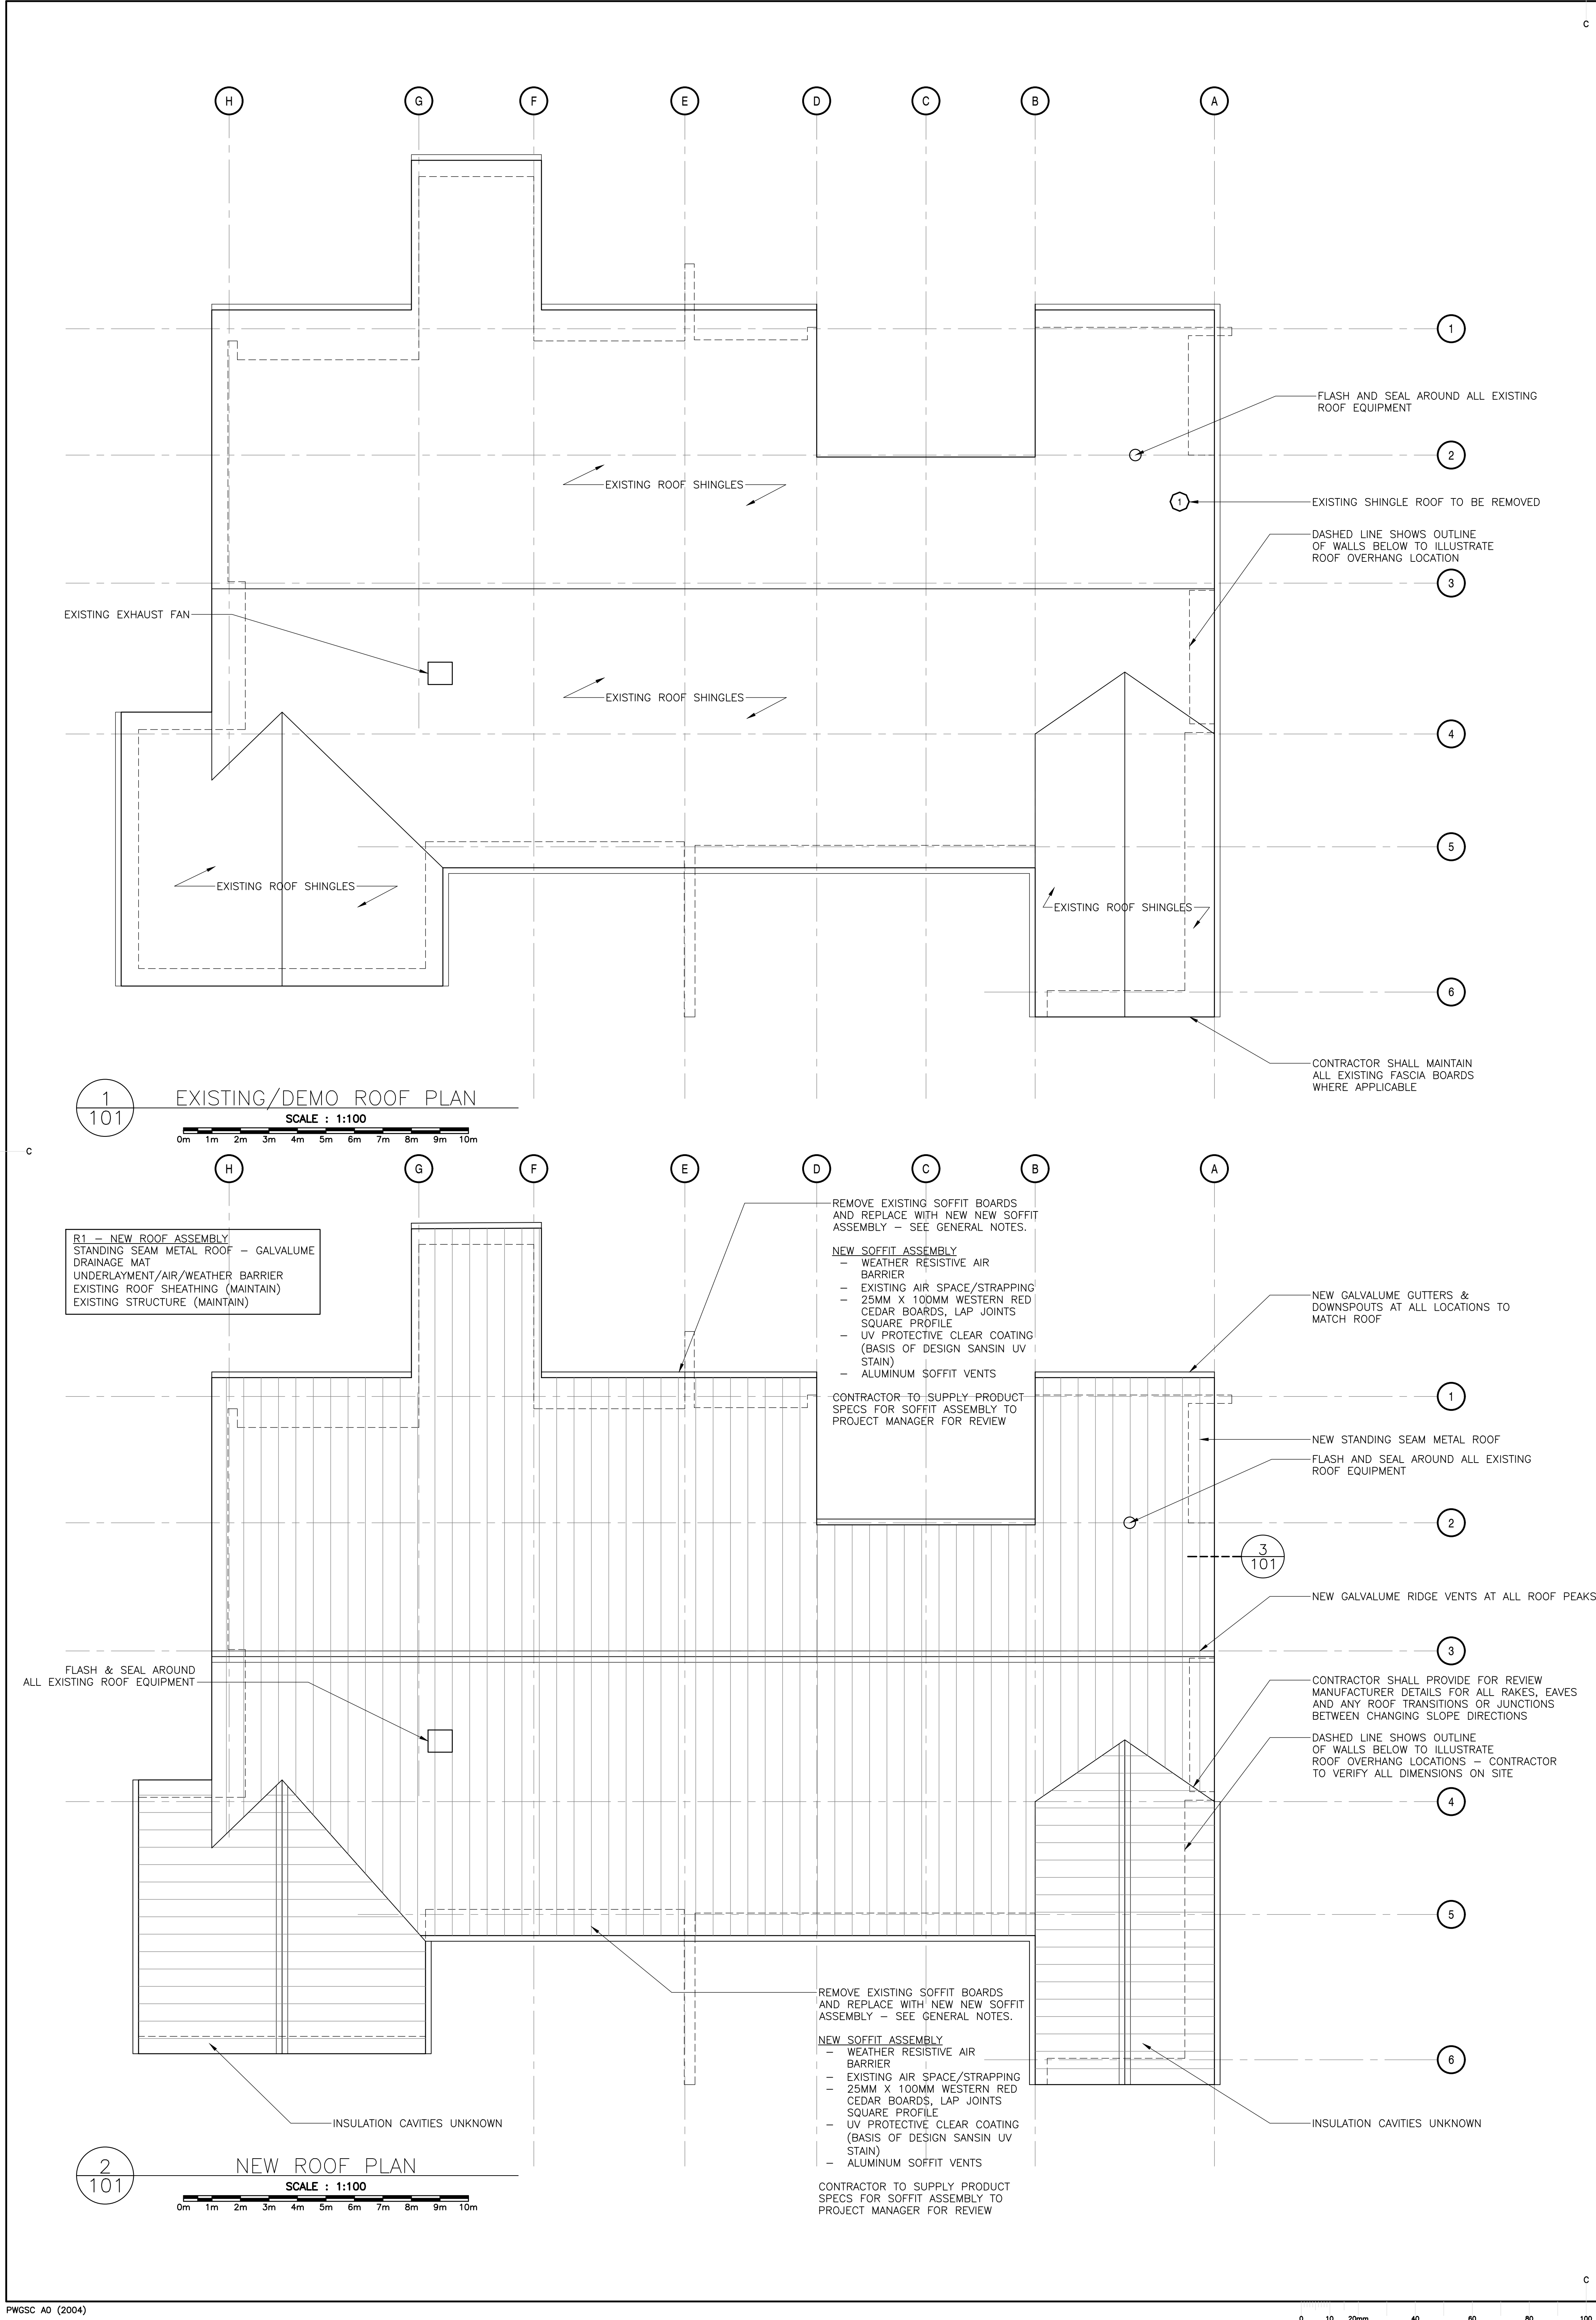 C
H
G
F
E
D
C
B
A
1
FLASH AND SEAL AROUND ALL EXISTING
ROOF EQUIPMENT
2
EXISTING ROOF SHINGLES
1
EXISTING SHINGLE ROOF TO BE REMOVED
DASHED LINE SHOWS OUTLINE
OF WALLS BELOW TO ILLUSTRATE
ROOF OVERHANG LOCATION
3
EXISTING EXHAUST FAN
EXISTING ROOF SHINGLES
4
5
EXISTING ROOF SHINGLES
EXISTING ROOF SHINGLES
6
CONTRACTOR SHALL MAINTAIN
ALL EXISTING FASCIA BOARDS
WHERE APPLICABLE
1
101
EXISTING/DEMO ROOF PLAN
SCALE : 1:100
0m 1m 2m 3m 4m 5m 6m 7m 8m 9m 10m
C
H
G
F
E
D
C
B
A
R1 – NEW ROOF ASSEMBLY
STANDING SEAM METAL ROOF – GALVALUME
DRAINAGE MAT
UNDERLAYMENT/AIR/WEATHER BARRIER
EXISTING ROOF SHEATHING (MAINTAIN)
EXISTING STRUCTURE (MAINTAIN)
REMOVE EXISTING SOFFIT BOARDS
AND REPLACE WITH NEW NEW SOFFIT
ASSEMBLY – SEE GENERAL NOTES.
NEW SOFFIT ASSEMBLY
– WEATHER RESISTIVE AIR
BARRIER
– EXISTING AIR SPACE/STRAPPING
– 25MM X 100MM WESTERN RED
CEDAR BOARDS, LAP JOINTS
SQUARE PROFILE
– UV PROTECTIVE CLEAR COATING
(BASIS OF DESIGN SANSIN UV
STAIN)
– ALUMINUM SOFFIT VENTS
CONTRACTOR TO SUPPLY PRODUCT
SPECS FOR SOFFIT ASSEMBLY TO
PROJECT MANAGER FOR REVIEW
NEW GALVALUME GUTTERS &
DOWNSPOUTS AT ALL LOCATIONS TO
MATCH ROOF
1
NEW STANDING SEAM METAL ROOF
FLASH AND SEAL AROUND ALL EXISTING
ROOF EQUIPMENT
2
3
101
NEW GALVALUME RIDGE VENTS AT ALL ROOF PEAKS
3
FLASH & SEAL AROUND
ALL EXISTING ROOF EQUIPMENT
CONTRACTOR SHALL PROVIDE FOR REVIEW
MANUFACTURER DETAILS FOR ALL RAKES, EAVES
AND ANY ROOF TRANSITIONS OR JUNCTIONS
BETWEEN CHANGING SLOPE DIRECTIONS
DASHED LINE SHOWS OUTLINE
OF WALLS BELOW TO ILLUSTRATE
ROOF OVERHANG LOCATIONS – CONTRACTOR
TO VERIFY ALL DIMENSIONS ON SITE
4
5
REMOVE EXISTING SOFFIT BOARDS
AND REPLACE WITH NEW NEW SOFFIT
ASSEMBLY – SEE GENERAL NOTES.
NEW SOFFIT ASSEMBLY
– WEATHER RESISTIVE AIR
BARRIER
– EXISTING AIR SPACE/STRAPPING
– 25MM X 100MM WESTERN RED
CEDAR BOARDS, LAP JOINTS
SQUARE PROFILE
– UV PROTECTIVE CLEAR COATING
(BASIS OF DESIGN SANSIN UV
STAIN)
– ALUMINUM SOFFIT VENTS
CONTRACTOR TO SUPPLY PRODUCT
SPECS FOR SOFFIT ASSEMBLY TO
PROJECT MANAGER FOR REVIEW
6
INSULATION CAVITIES UNKNOWN
INSULATION CAVITIES UNKNOWN
2
101
NEW ROOF PLAN
SCALE : 1:100
0m 1m 2m 3m 4m 5m 6m 7m 8m 9m 10m
C
PWGSC A0 (2004)
0 10 20mm 40 60 80 100